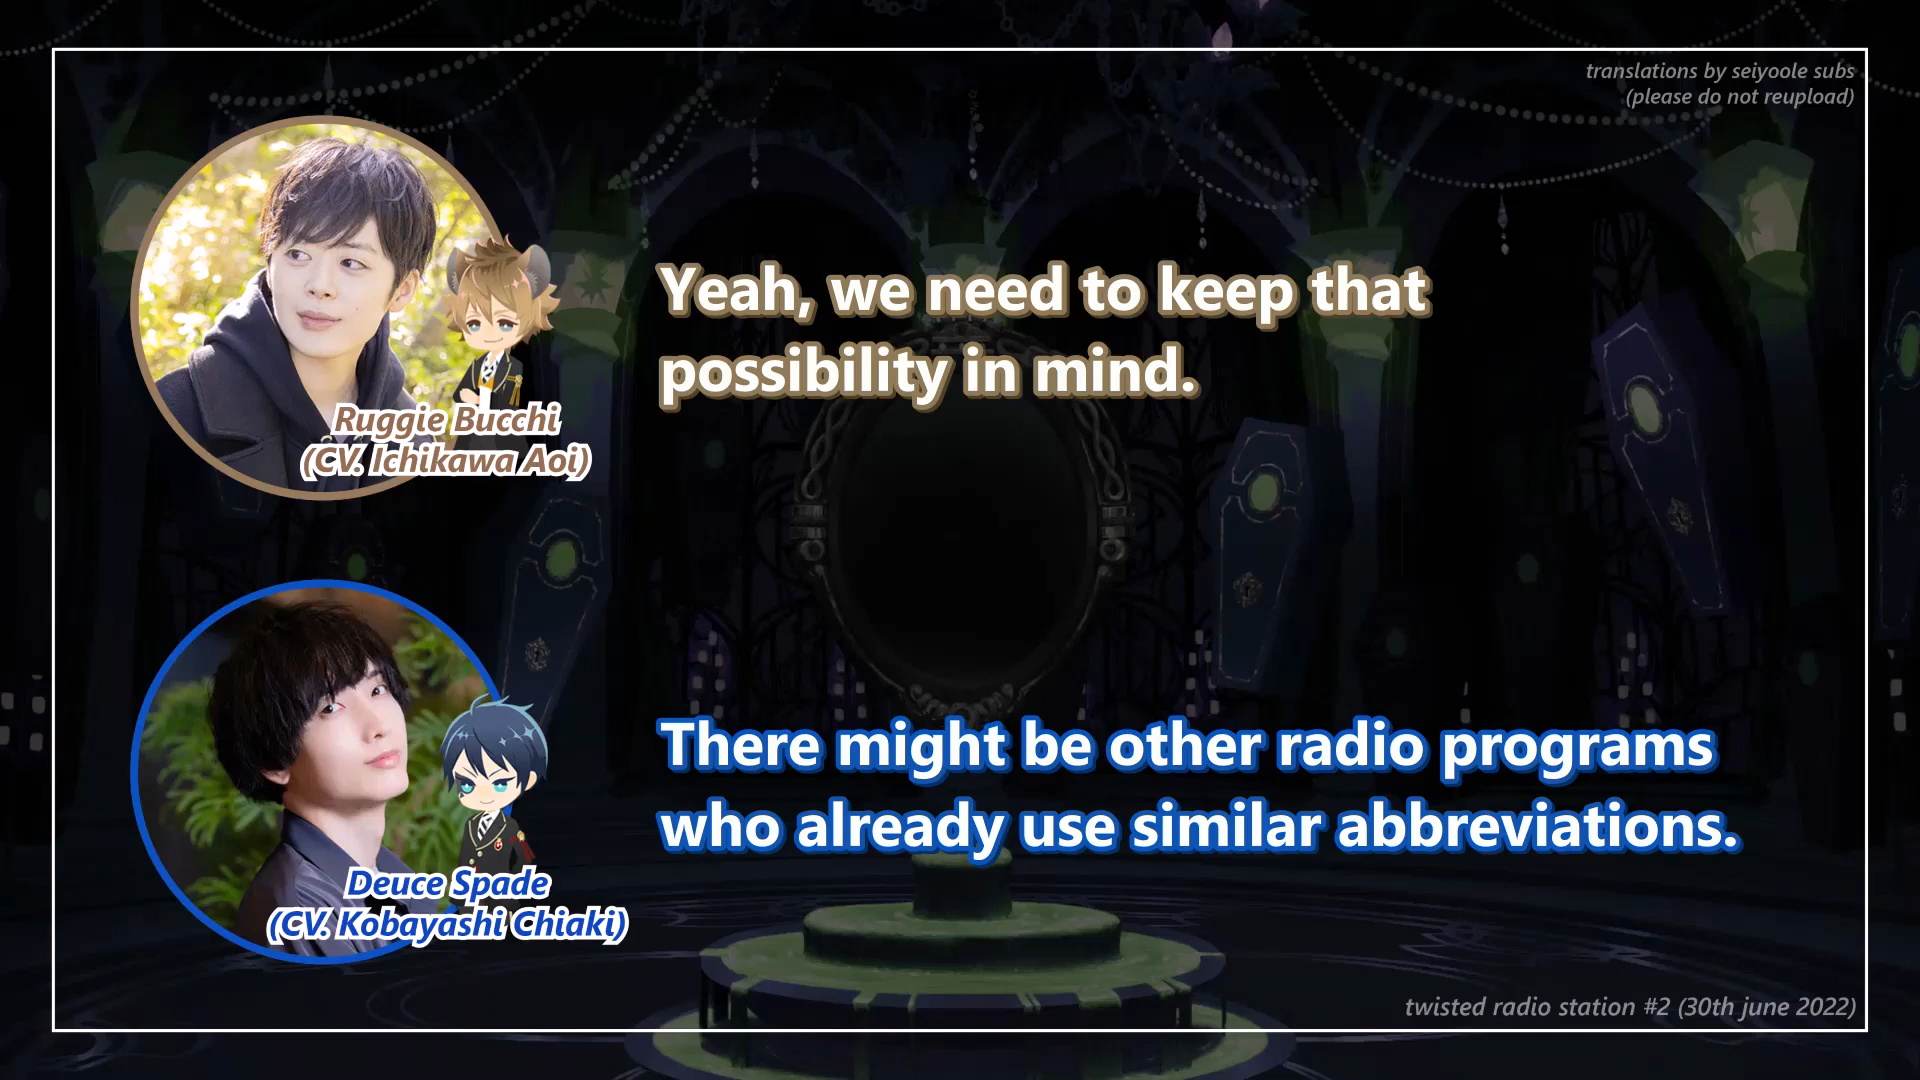 translations by seiyoole subs
(please do not reupload)
Yeah, we need to keep that
possibility in mind.
Ruggie Bucchi
(CV. Ichikawa Aoi)
There might be other radio programs
who already use similar abbreviations.
Deuce Spade
(CV. Kobayashi Chiaki)
twisted radio station #2 (30th june 2022)